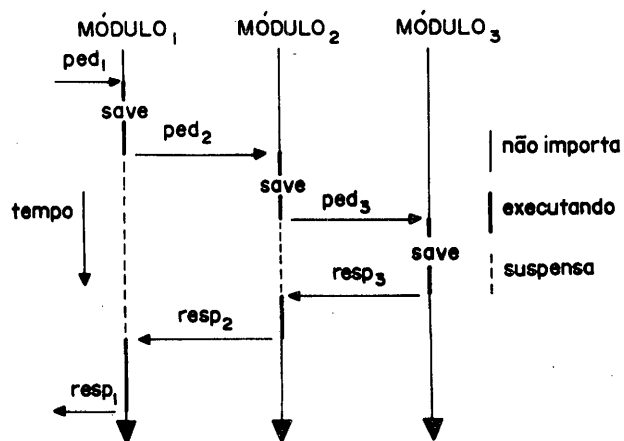 MÓDULO₁ MÓDULO₂ MÓDULO₃
ped₁
save
ped₂
não importa
save
tempo
ped₃
executando
save
suspensa
resp₃
resp₂
resp₁